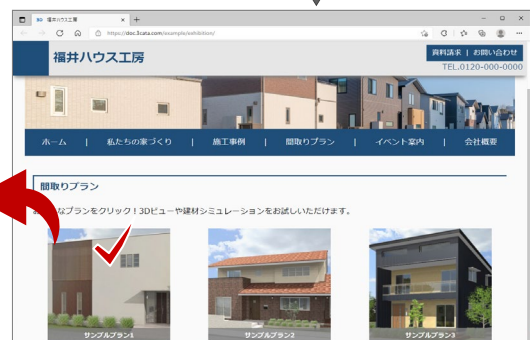 福井ハウス工房
https://doc.3cata.com/example/exhibition/
福井ハウス工房
資料請求 | お問い合わせ
TEL.0120-000-0000
ホーム | 私たちの家づくり | 施工事例 | 間取りプラン | イベント案内 | 会社概要
間取りプラン
なプランをクリック！3Dビューや建材シミュレーションをお試しいただけます。
サンプルプラン1 サンプルプラン2 サンプルプラン3